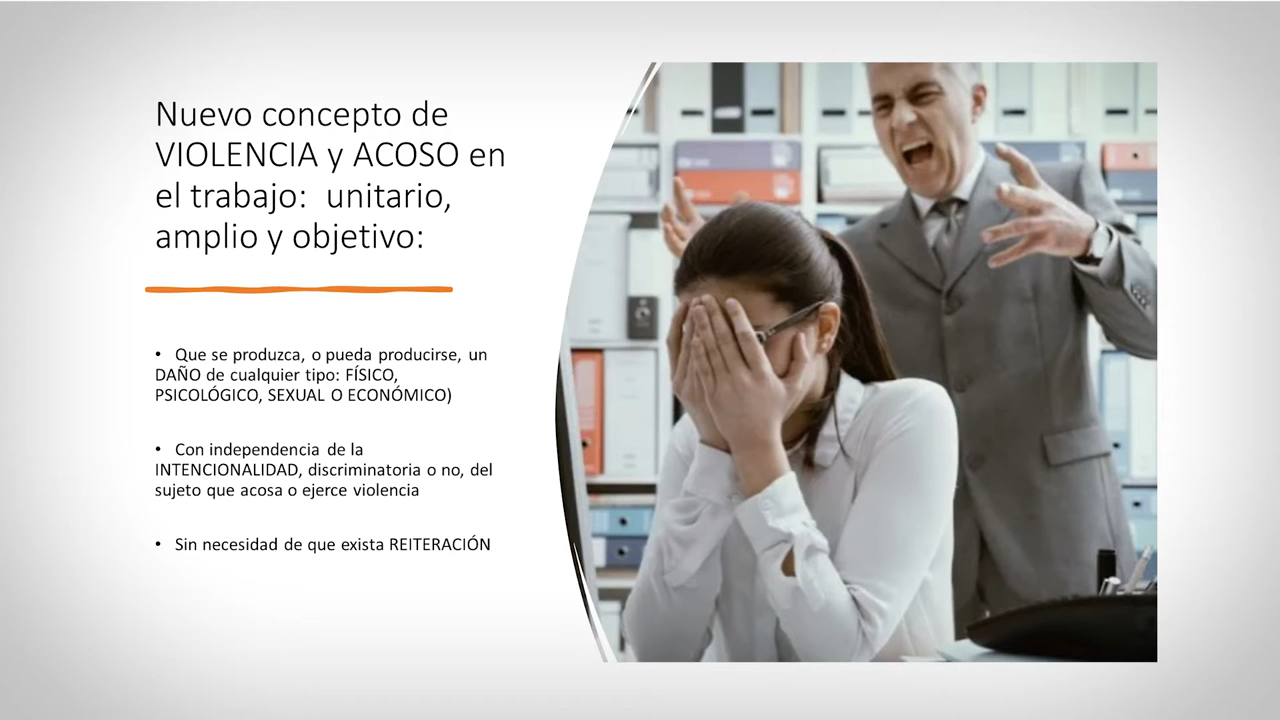 Nuevo concepto de
VIOLENCIA y ACOSO en
el trabajo: unitario,
amplio y objetivo:
• Que se produzca, o pueda producirse, un
DAÑO de cualquier tipo: FÍSICO,
PSICOLÓGICO, SEXUAL O ECONÓMICO)
• Con independencia de la
INTENCIONALIDAD, discriminatoria o no, del
sujeto que acosa o ejerce violencia
• Sin necesidad de que exista REITERACIÓN